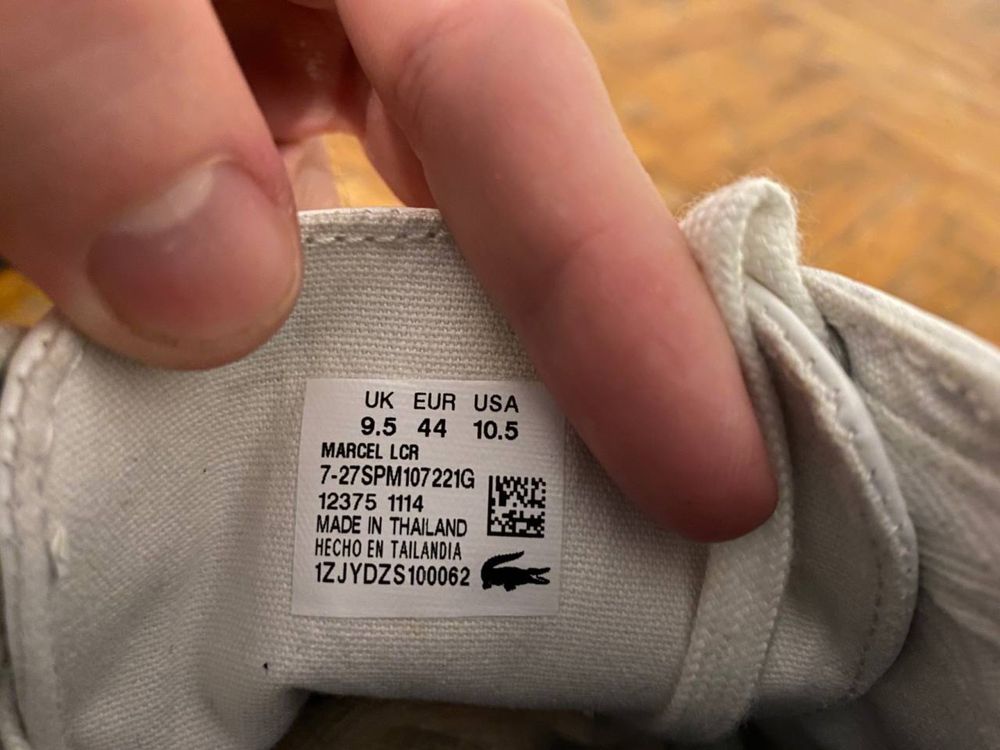 UK EUR USA
9.5 44 10.5
MARCEL LCR
7-27SPM107221G
12375 1114
MADE IN THAILAND
HECHO EN TAILANDIA
1ZJYDZS100062